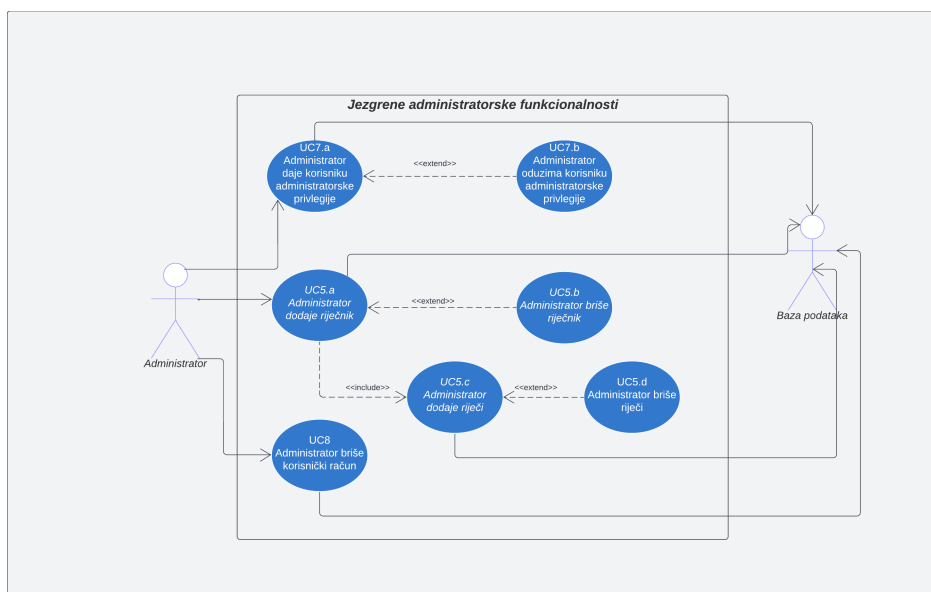 Jezgrene administratorske funkcionalnosti
UC7.a
Administrator
daje korisniku
administratorske
privlegije
<<extend>>
UC7.b
Administrator
oduzima korisniku
administratorske
privlegije
UC5.a
Administrator
dodaje riječnik
<<extend>>
UC5.b
Administrator briše
riječnik
Baza podataka
Administrator
<<include>>
UC5.c
Administrator
dodaje riječi
<<extend>>
UC5.d
Administrator briše
riječi
UC8
Administrator briše
korisnički račun